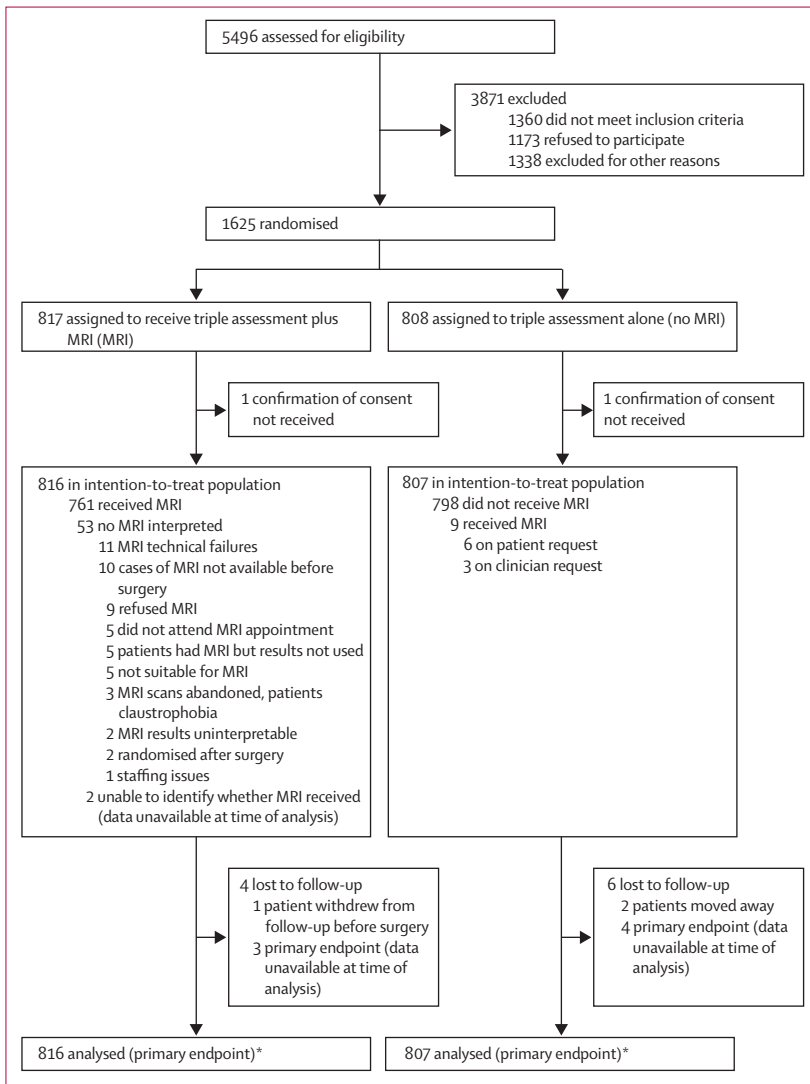 5496 assessed for eligibility
3871 excluded
1360 did not meet inclusion criteria
1173 refused to participate
1338 excluded for other reasons
1625 randomised
817 assigned to receive triple assessment plus
MRI (MRI)
808 assigned to triple assessment alone (no MRI)
1 confirmation of consent
not received
1 confirmation of consent
not received
816 in intention-to-treat population
761 received MRI
53 no MRI interpreted
11 MRI technical failures
10 cases of MRI not available before
surgery
9 refused MRI
5 did not attend MRI appointment
5 patients had MRI but results not used
5 not suitable for MRI
3 MRI scans abandoned, patients
claustrophobia
2 MRI results uninterpretable
2 randomised after surgery
1 staffing issues
2 unable to identify whether MRI received
(data unavailable at time of analysis)
807 in intention-to-treat population
798 did not receive MRI
9 received MRI
6 on patient request
3 on clinician request
4 lost to follow-up
1 patient withdrew from
follow-up before surgery
3 primary endpoint (data
unavailable at time of
analysis)
6 lost to follow-up
2 patients moved away
4 primary endpoint (data
unavailable at time of
analysis)
816 analysed (primary endpoint)*
807 analysed (primary endpoint)*